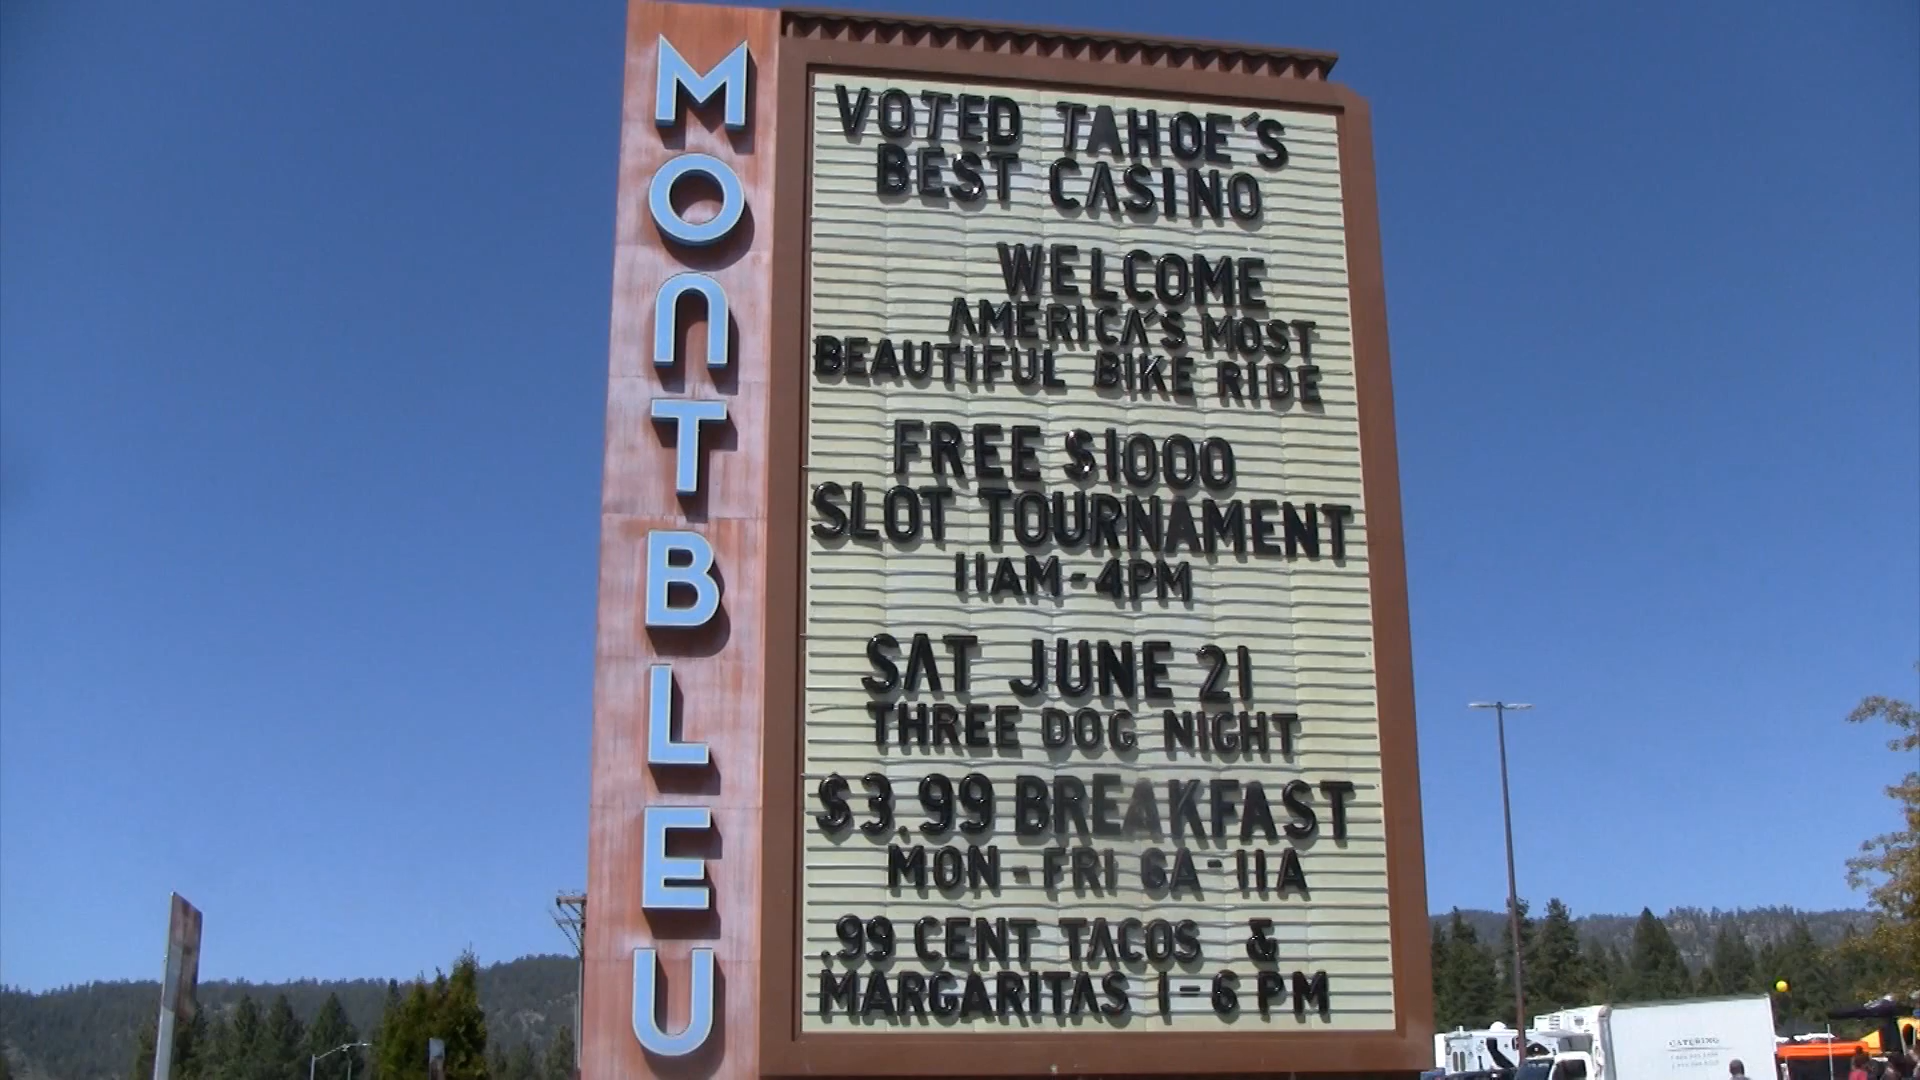 MONTBLEU
VOTED TAHOE'S
BEST CASINO
WELCOME
AMERICA'S MOST
BEAUTIFUL BIKE RIDE
FREE $1000
SLOT TOURNAMENT
11AM-4PM
SAT JUNE 21
THREE DOG NIGHT
$3.99 BREAKFAST
MON-FRI 6A-11A
.99 CENT TACOS &
MARGARITAS 1-6 PM
CATERING